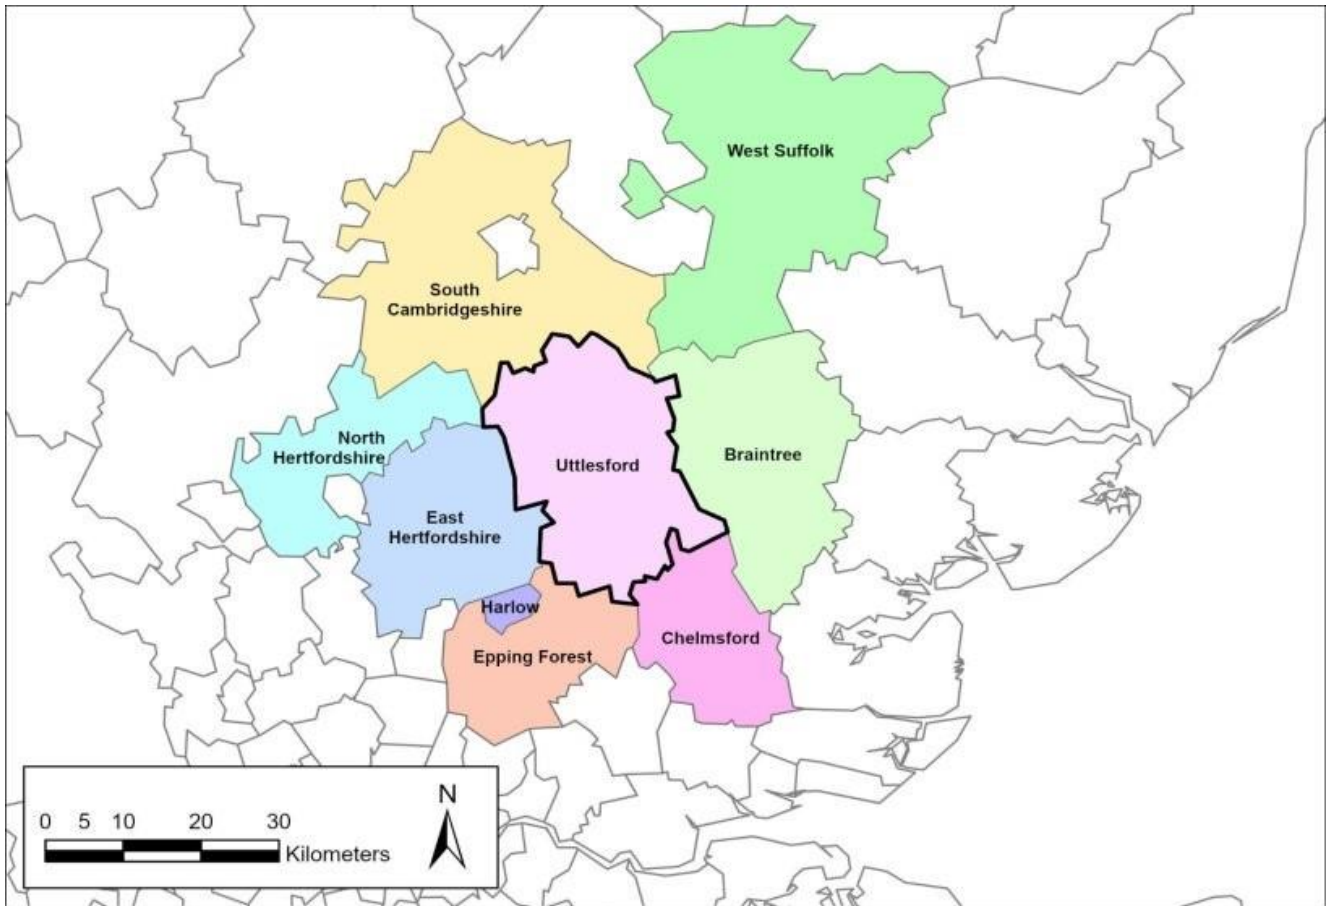 West Suffolk
South
Cambridgeshire
North
Hertfordshire
Uttlesford
Braintree
East
Hertfordshire
Harlow
Chelmsford
Epping Forest
N
0 5 10 20 30
Kilometers